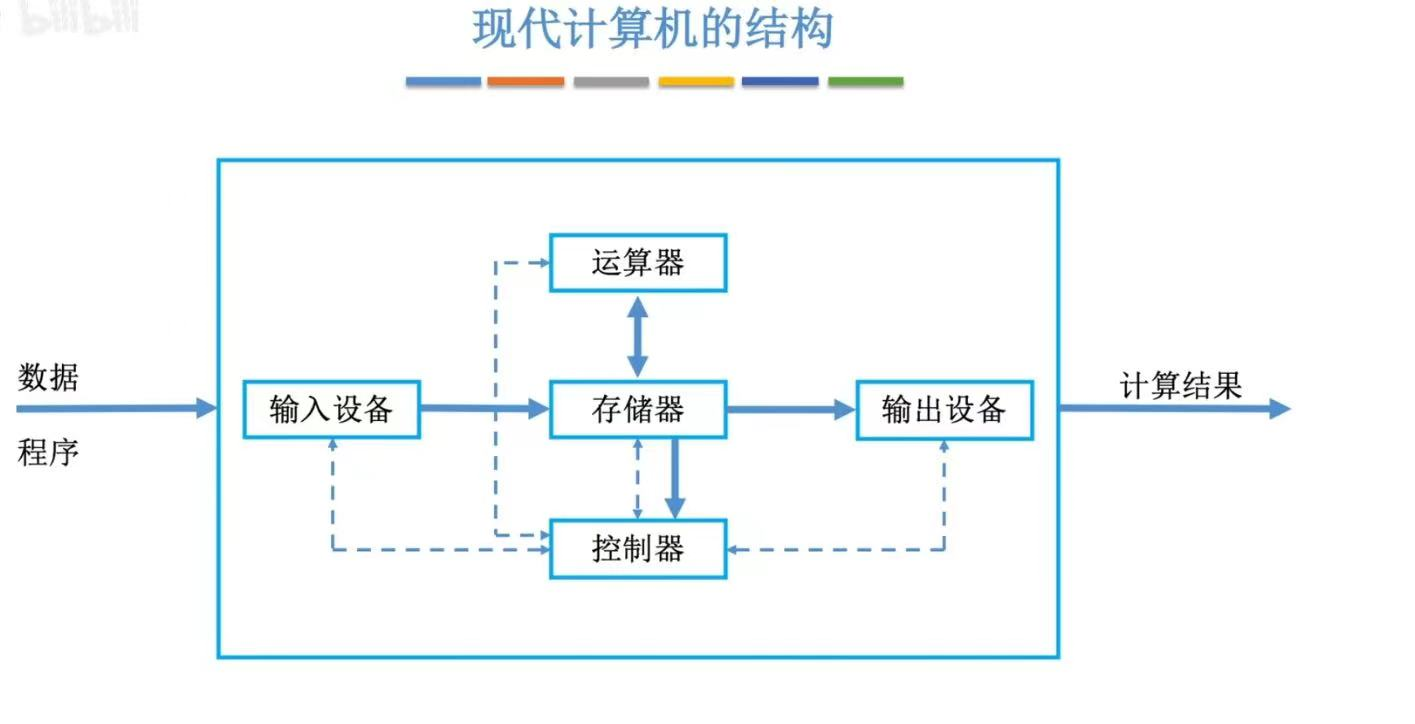 bilibili
现代计算机的结构
运算器
数据
程序
输入设备
存储器
输出设备
计算结果
控制器